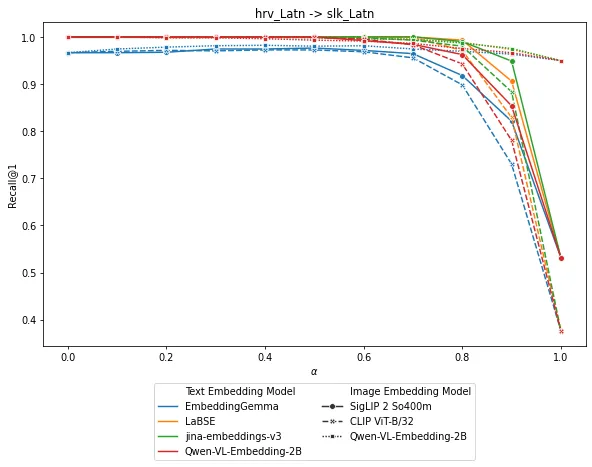 hrv_Latn -> slk_Latn
1.0
0.9
0.8
0.7
0.6
0.5
0.4
Recall@1
0.0 0.2 0.4 0.6 0.8 1.0
α
Text Embedding Model Image Embedding Model
EmbeddingGemma SigLIP 2 So400m
LaBSE CLIP ViT-B/32
jina-embeddings-v3 Qwen-VL-Embedding-2B
Qwen-VL-Embedding-2B